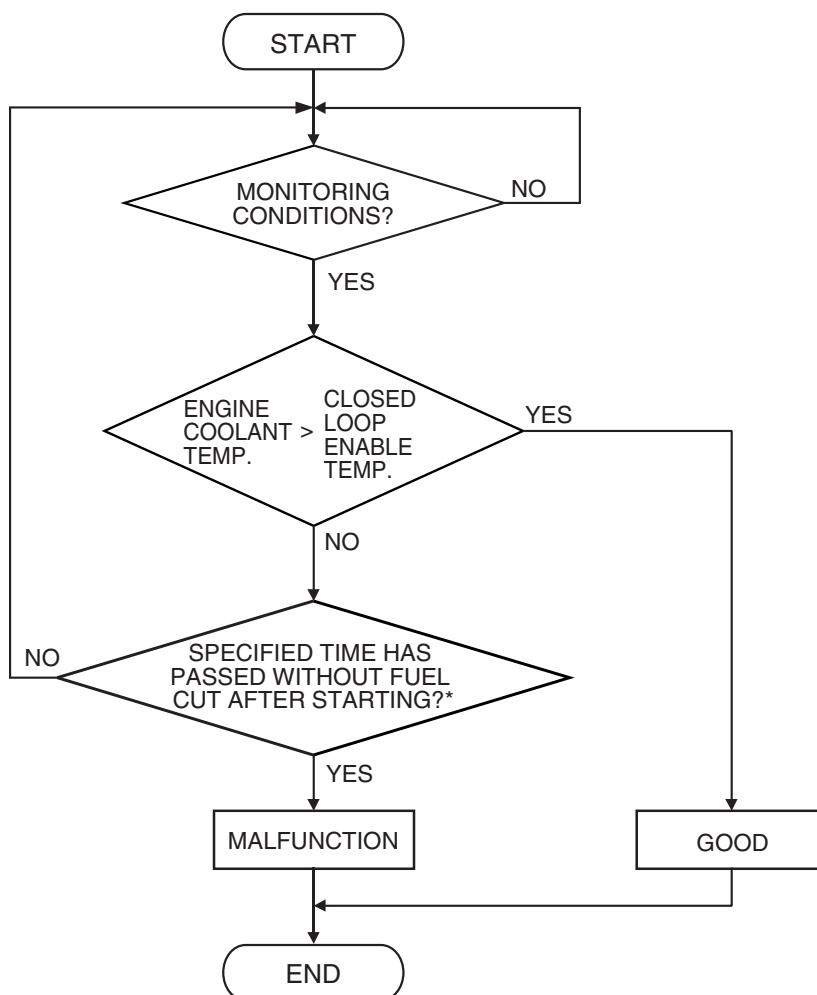 START
MONITORING
CONDITIONS?
NO
YES
ENGINE
COOLANT >
TEMP.
CLOSED
LOOP
ENABLE
TEMP.
YES
NO
SPECIFIED TIME HAS
PASSED WITHOUT FUEL
CUT AFTER STARTING?*
NO
YES
MALFUNCTION
GOOD
END